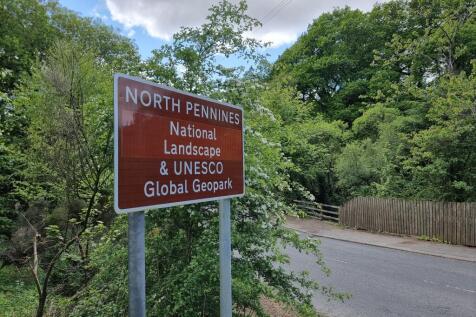 NORTH PENNINES
National
Landscape
& UNESCO
Global Geopark